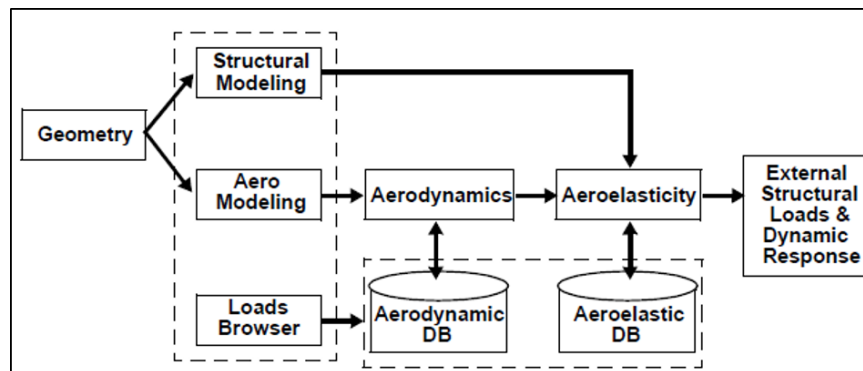 Structural
Modeling
Geometry
Aero
Modeling
Aerodynamics
Aeroelasticity
External
Structural
Loads &
Dynamic
Response
Loads
Browser
Aerodynamic
DB
Aeroelastic
DB